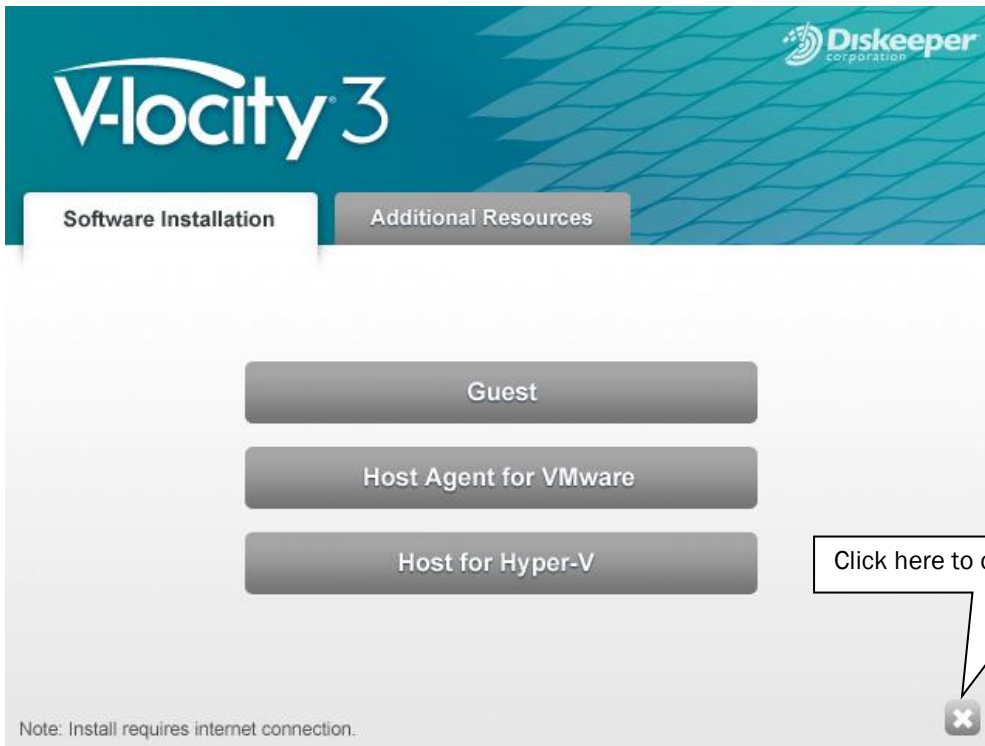 Diskeeper
corporation
V-locity® 3
Software Installation
Additional Resources
Guest
Host Agent for VMware
Host for Hyper-V
Click here to
Note: Install requires internet connection.